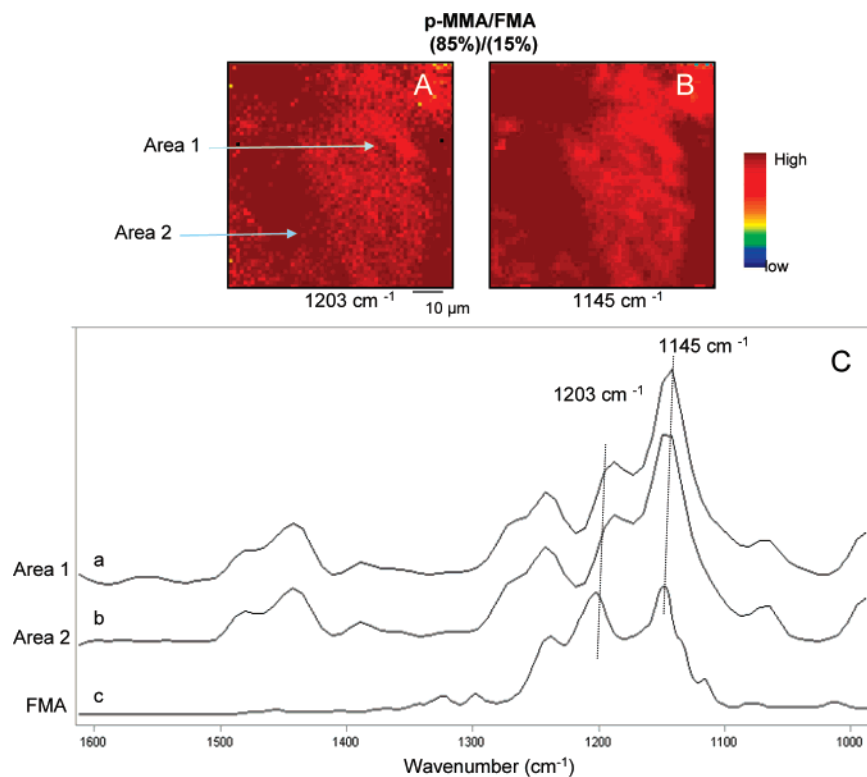 p-MMA/FMA
(85%)/(15%)
A
B
Area 1
Area 2
High
low
1203 cm -1
10 µm
1145 cm -1
C
1145 cm -1
1203 cm -1
a
Area 1
b
Area 2
c
FMA
1600 1500 1400 1300 1200 1100 1000
Wavenumber (cm-1)